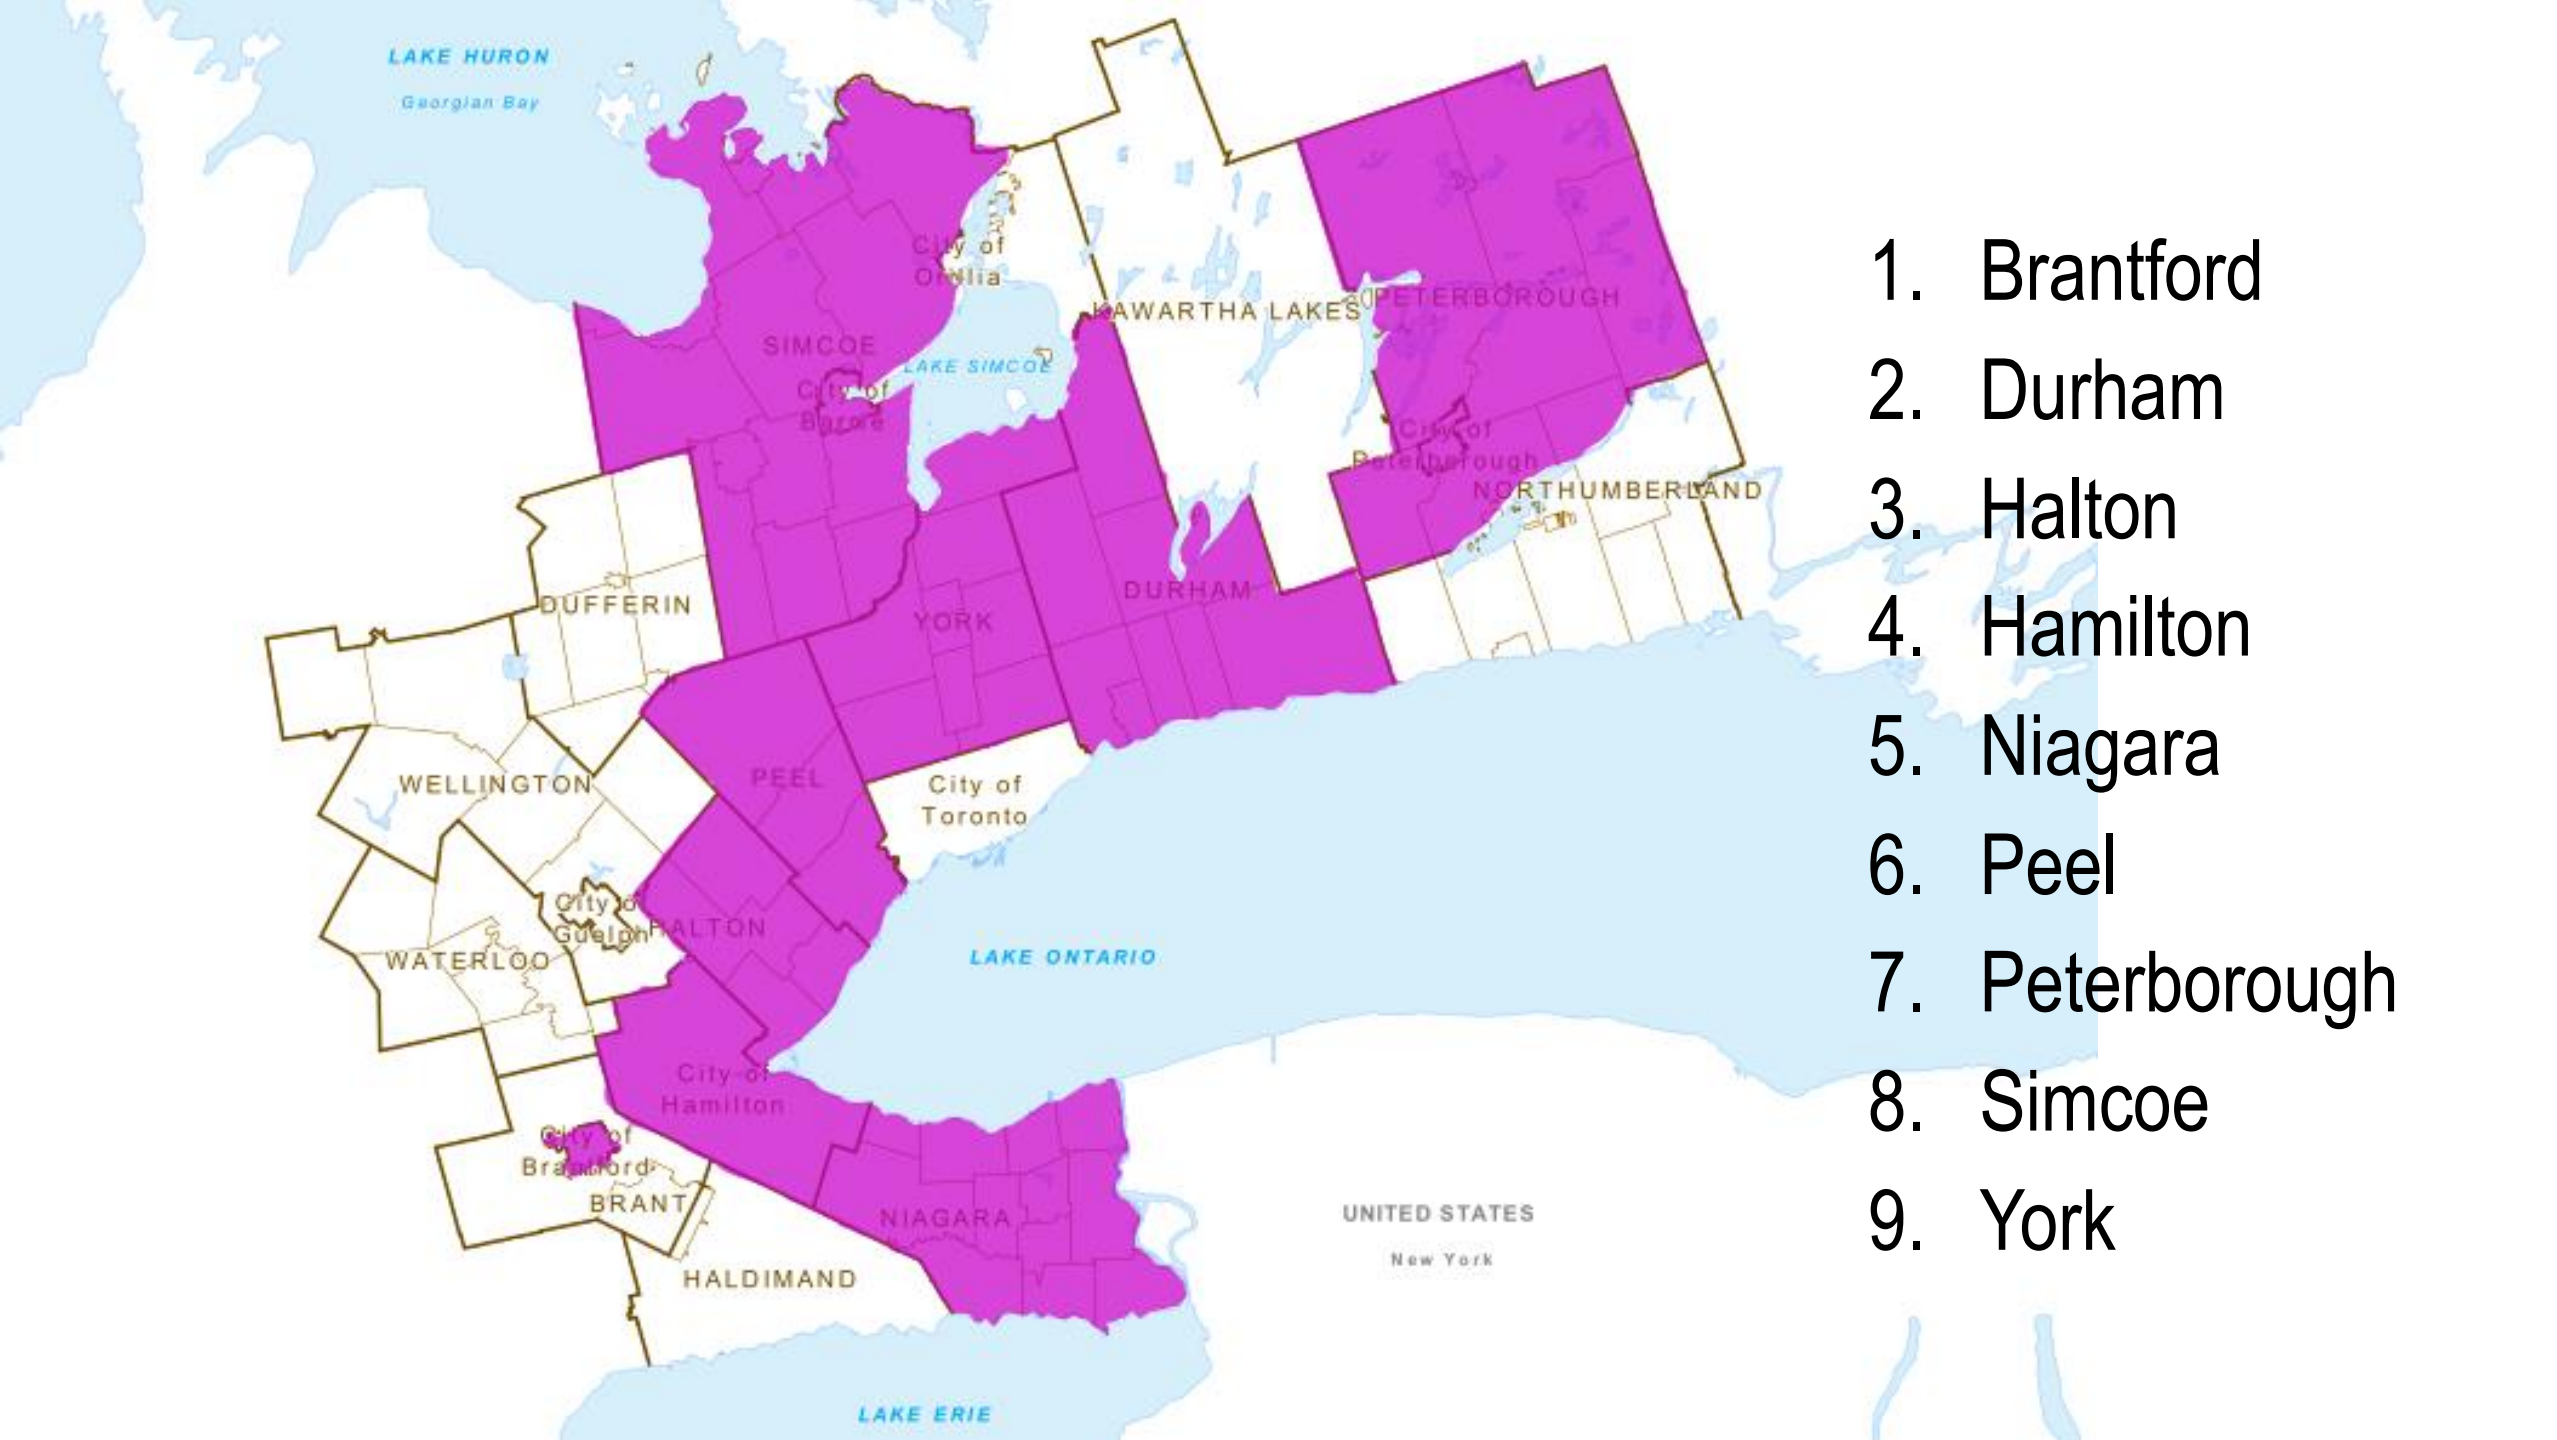 LAKE HURON
Georgian Bay
City of
Orillia
KAWARTHA LAKES
PETERBOROUGH
SIMCOE
LAKE SIMCOE
City of
Barrie
City of
Peterborough
NORTHUMBERLAND
DUFFERIN
DURHAM
YORK
WELLINGTON
PEEL
City of
Toronto
City of
Guelph
HALTON
WATERLOO
LAKE ONTARIO
City of
Hamilton
City of
Brantford
BRANT
NIAGARA
UNITED STATES
New York
HALDIMAND
LAKE ERIE
1. Brantford
2. Durham
3. Halton
4. Hamilton
5. Niagara
6. Peel
7. Peterborough
8. Simcoe
9. York